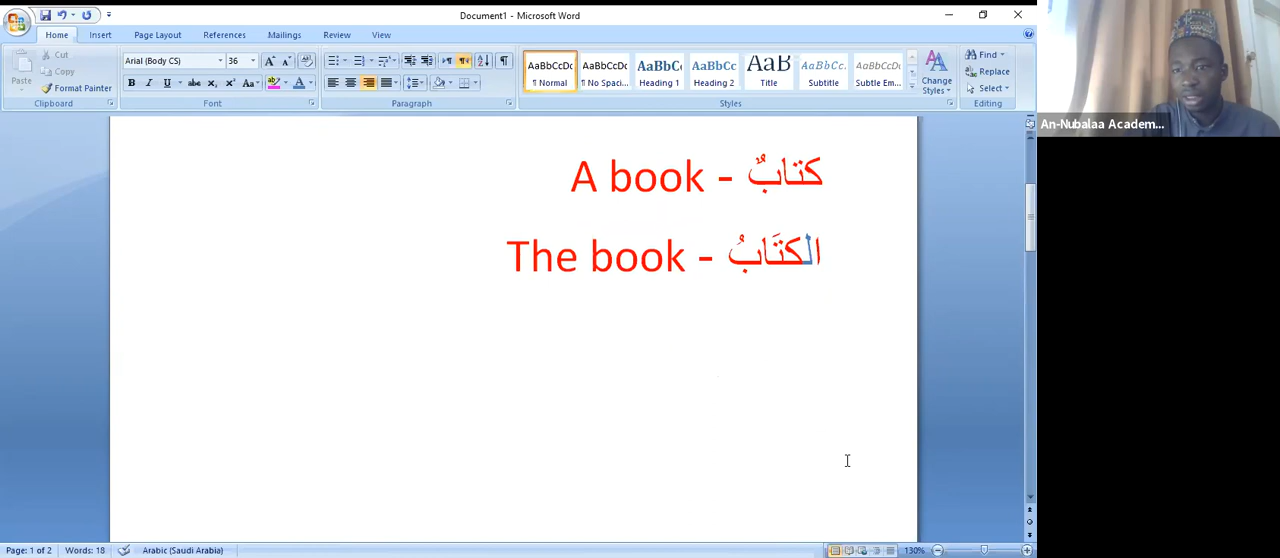 Document1 - Microsoft Word
Home Insert Page Layout References Mailings Review View
Cut
Copy
Format Painter
Paste
Clipboard
Arial (Body CS) 36
Font
Paragraph
AaBbCcDc AaBbCcDc AaBbC AaBbCc AaB AaBbCc. AaBbCcDc
¶ Normal ¶ No Spaci... Heading 1 Heading 2 Title Subtitle Subtle Em...
Change Styles
Styles
Find
Replace
Select
Editing
An-Nubalaa Academ...
كتابٌ - A book
الكتَابُ - The book
Page: 1 of 2 Words: 18 Arabic (Saudi Arabia) 130%